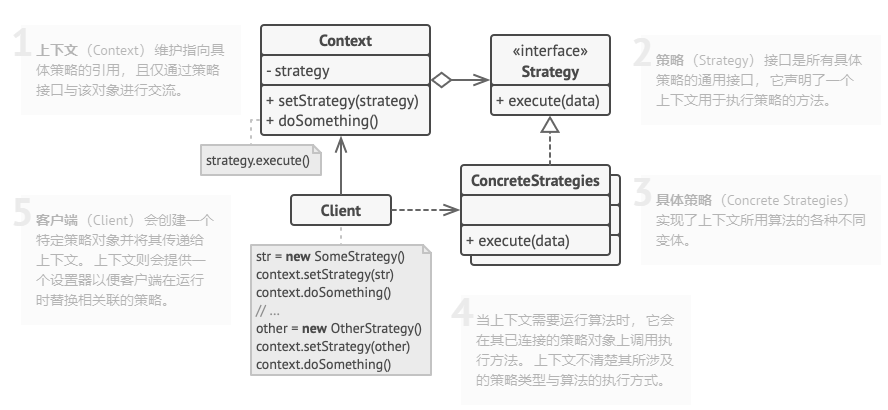 1
上下文 （Context） 维护指向具
体策略的引用， 且仅通过策略
接口与该对象进行交流。
Context
- strategy
+ setStrategy(strategy)
+ doSomething()
strategy.execute()
«interface»
Strategy
+ execute(data)
2
策略 （Strategy） 接口是所有具体
策略的通用接口， 它声明了一个
上下文用于执行策略的方法。
ConcreteStrategies
+ execute(data)
3
具体策略 （Concrete Strategies）
实现了上下文所用算法的各种不同
变体。
5
客户端 （Client） 会创建一个
特定策略对象并将其传递给
上下文。 上下文则会提供一
个设置器以便客户端在运行
时替换相关联的策略。
Client
str = new SomeStrategy()
context.setStrategy(str)
context.doSomething()
// ...
other = new OtherStrategy()
context.setStrategy(other)
context.doSomething()
4
当上下文需要运行算法时， 它会
在其已连接的策略对象上调用执
行方法。 上下文不清楚其所涉及
的策略类型与算法的执行方式。